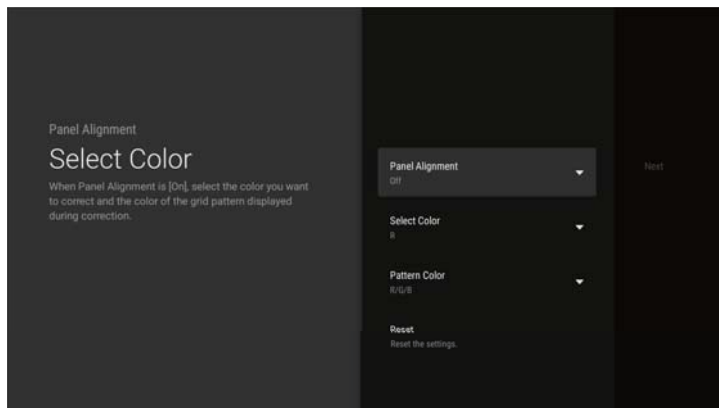 Panel Alignment
Select Color
When Panel Alignment is [On], select the color you want
to correct and the color of the grid pattern displayed
during correction.
Panel Alignment
Off
Select Color
R
Pattern Color
R/G/B
Reset
Reset the settings.
Next